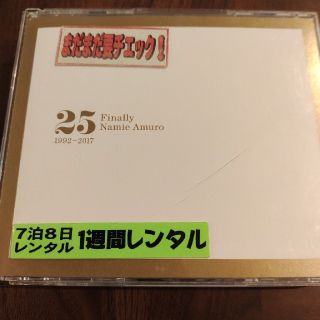 まだまだ要チェック!
25
Finally
Namie Amuro
1992-2017
7泊8日
レンタル
1週間レンタル